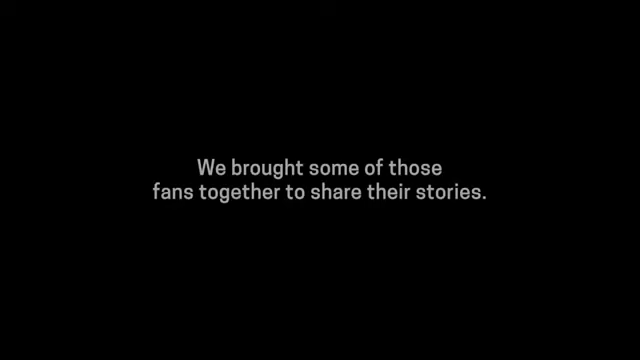 We brought some of those
fans together to share their stories.